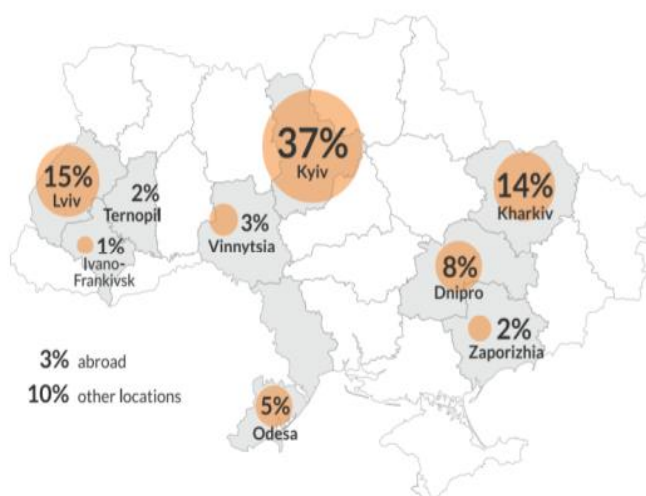 37%
Kyiv
15%
Lviv
2%
Ternopil
14%
Kharkiv
3%
Vinnytsia
1%
Ivano-
Frankivsk
8%
Dnipro
2%
Zaporizhia
3% abroad
10% other locations
5%
Odesa